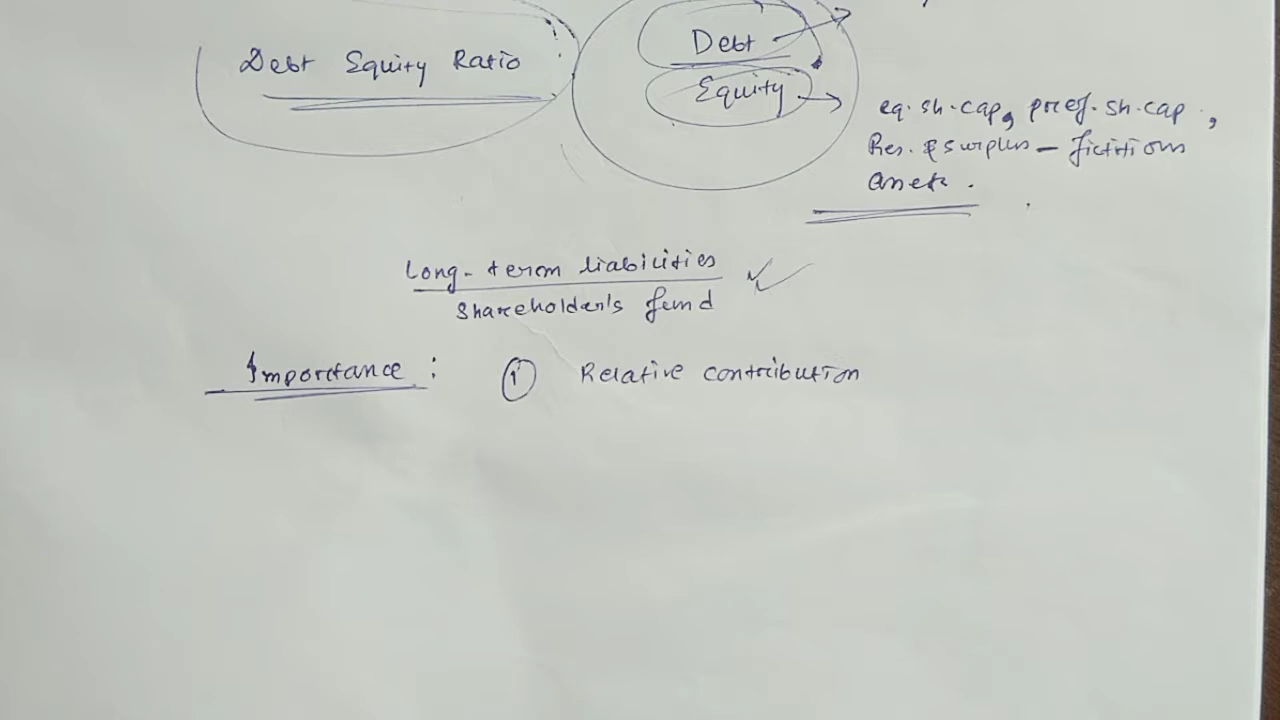 Debt Equity Ratio
Debt
Equity
eq. sh. cap, pref. sh. cap,
Res. & surplus - fictitious
asset.
Long-term liabilities
Shareholder's fund
Importance : 1 Relative contribution